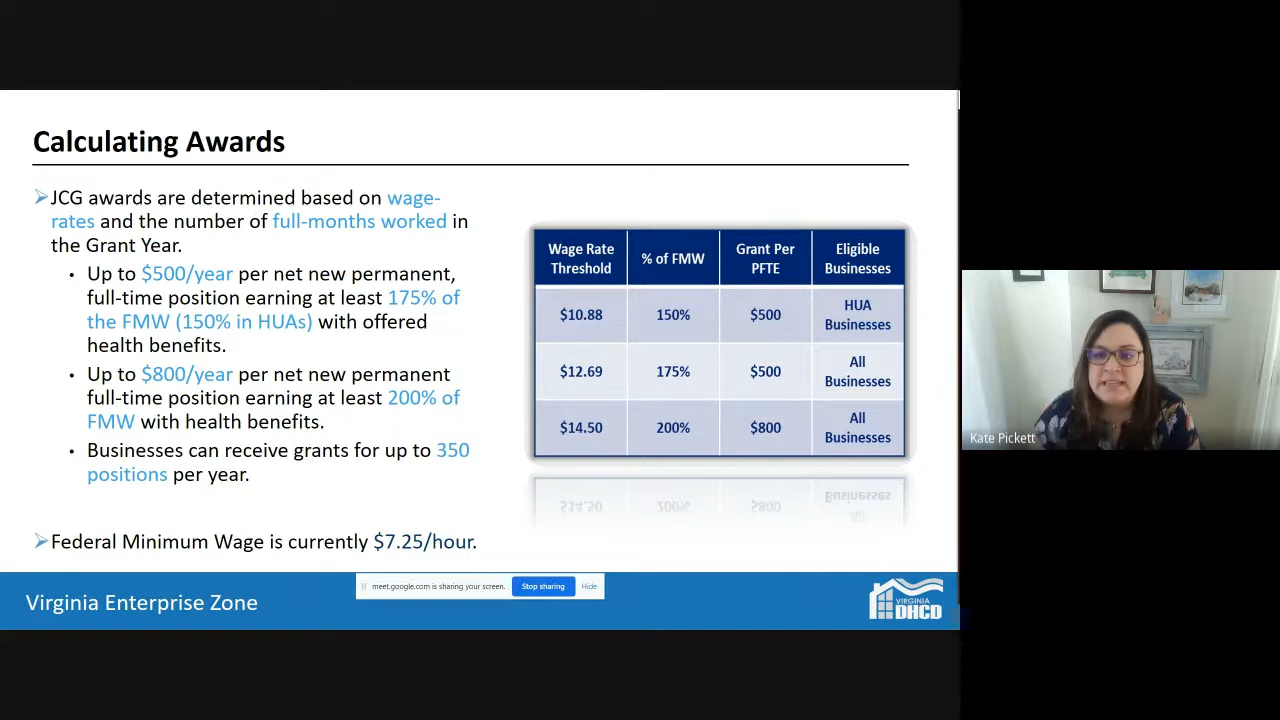 Calculating Awards
JCG awards are determined based on wage-
rates and the number of full-months worked in
the Grant Year.
• Up to $500/year per net new permanent,
full-time position earning at least 175% of
the FMW (150% in HUAs) with offered
health benefits.
• Up to $800/year per net new permanent
full-time position earning at least 200% of
FMW with health benefits.
• Businesses can receive grants for up to 350
positions per year.
Federal Minimum Wage is currently $7.25/hour.
Wage Rate Threshold % of FMW Grant Per PFTE Eligible Businesses
$10.88 150% $500 HUA Businesses
$12.69 175% $500 All Businesses
$14.50 200% $800 All Businesses
meet.google.com is sharing your screen. Stop sharing Hide
Virginia Enterprise Zone
VIRGINIA
DHCD
Kate Pickett